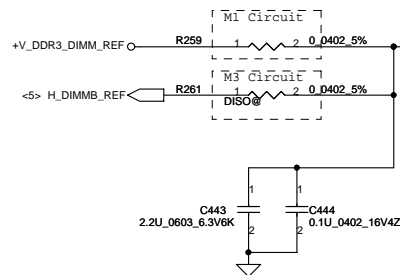 M1 Circuit
+V_DDR3_DIMM_REF
R259
1
2
0_0402_5%
M3 Circuit
<5> H_DIMMB_REF
R261
1
2
0_0402_5%
DISO@
1
1
C443
C444
2.2U_0603_6.3V6K
0.1U_0402_16V4Z
2
2